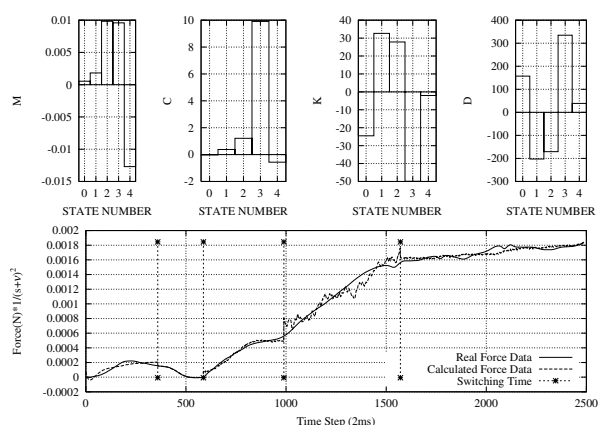 0.01
0.005
0
-0.005
-0.01
-0.015
M
0 1 2 3 4
STATE NUMBER
10
8
6
4
2
0
-2
C
0 1 2 3 4
STATE NUMBER
40
30
20
10
0
-10
-20
-30
-40
-50
K
0 1 2 3 4
STATE NUMBER
400
300
200
100
0
-100
-200
-300
D
0 1 2 3 4
STATE NUMBER
0.002
0.0018
0.0016
0.0014
0.0012
0.001
0.0008
0.0006
0.0004
0.0002
0
-0.0002
Force(N)*1/(s+ν)²
Real Force Data
Calculated Force Data
Switching Time
0 500 1000 1500 2000 2500
Time Step (2ms)